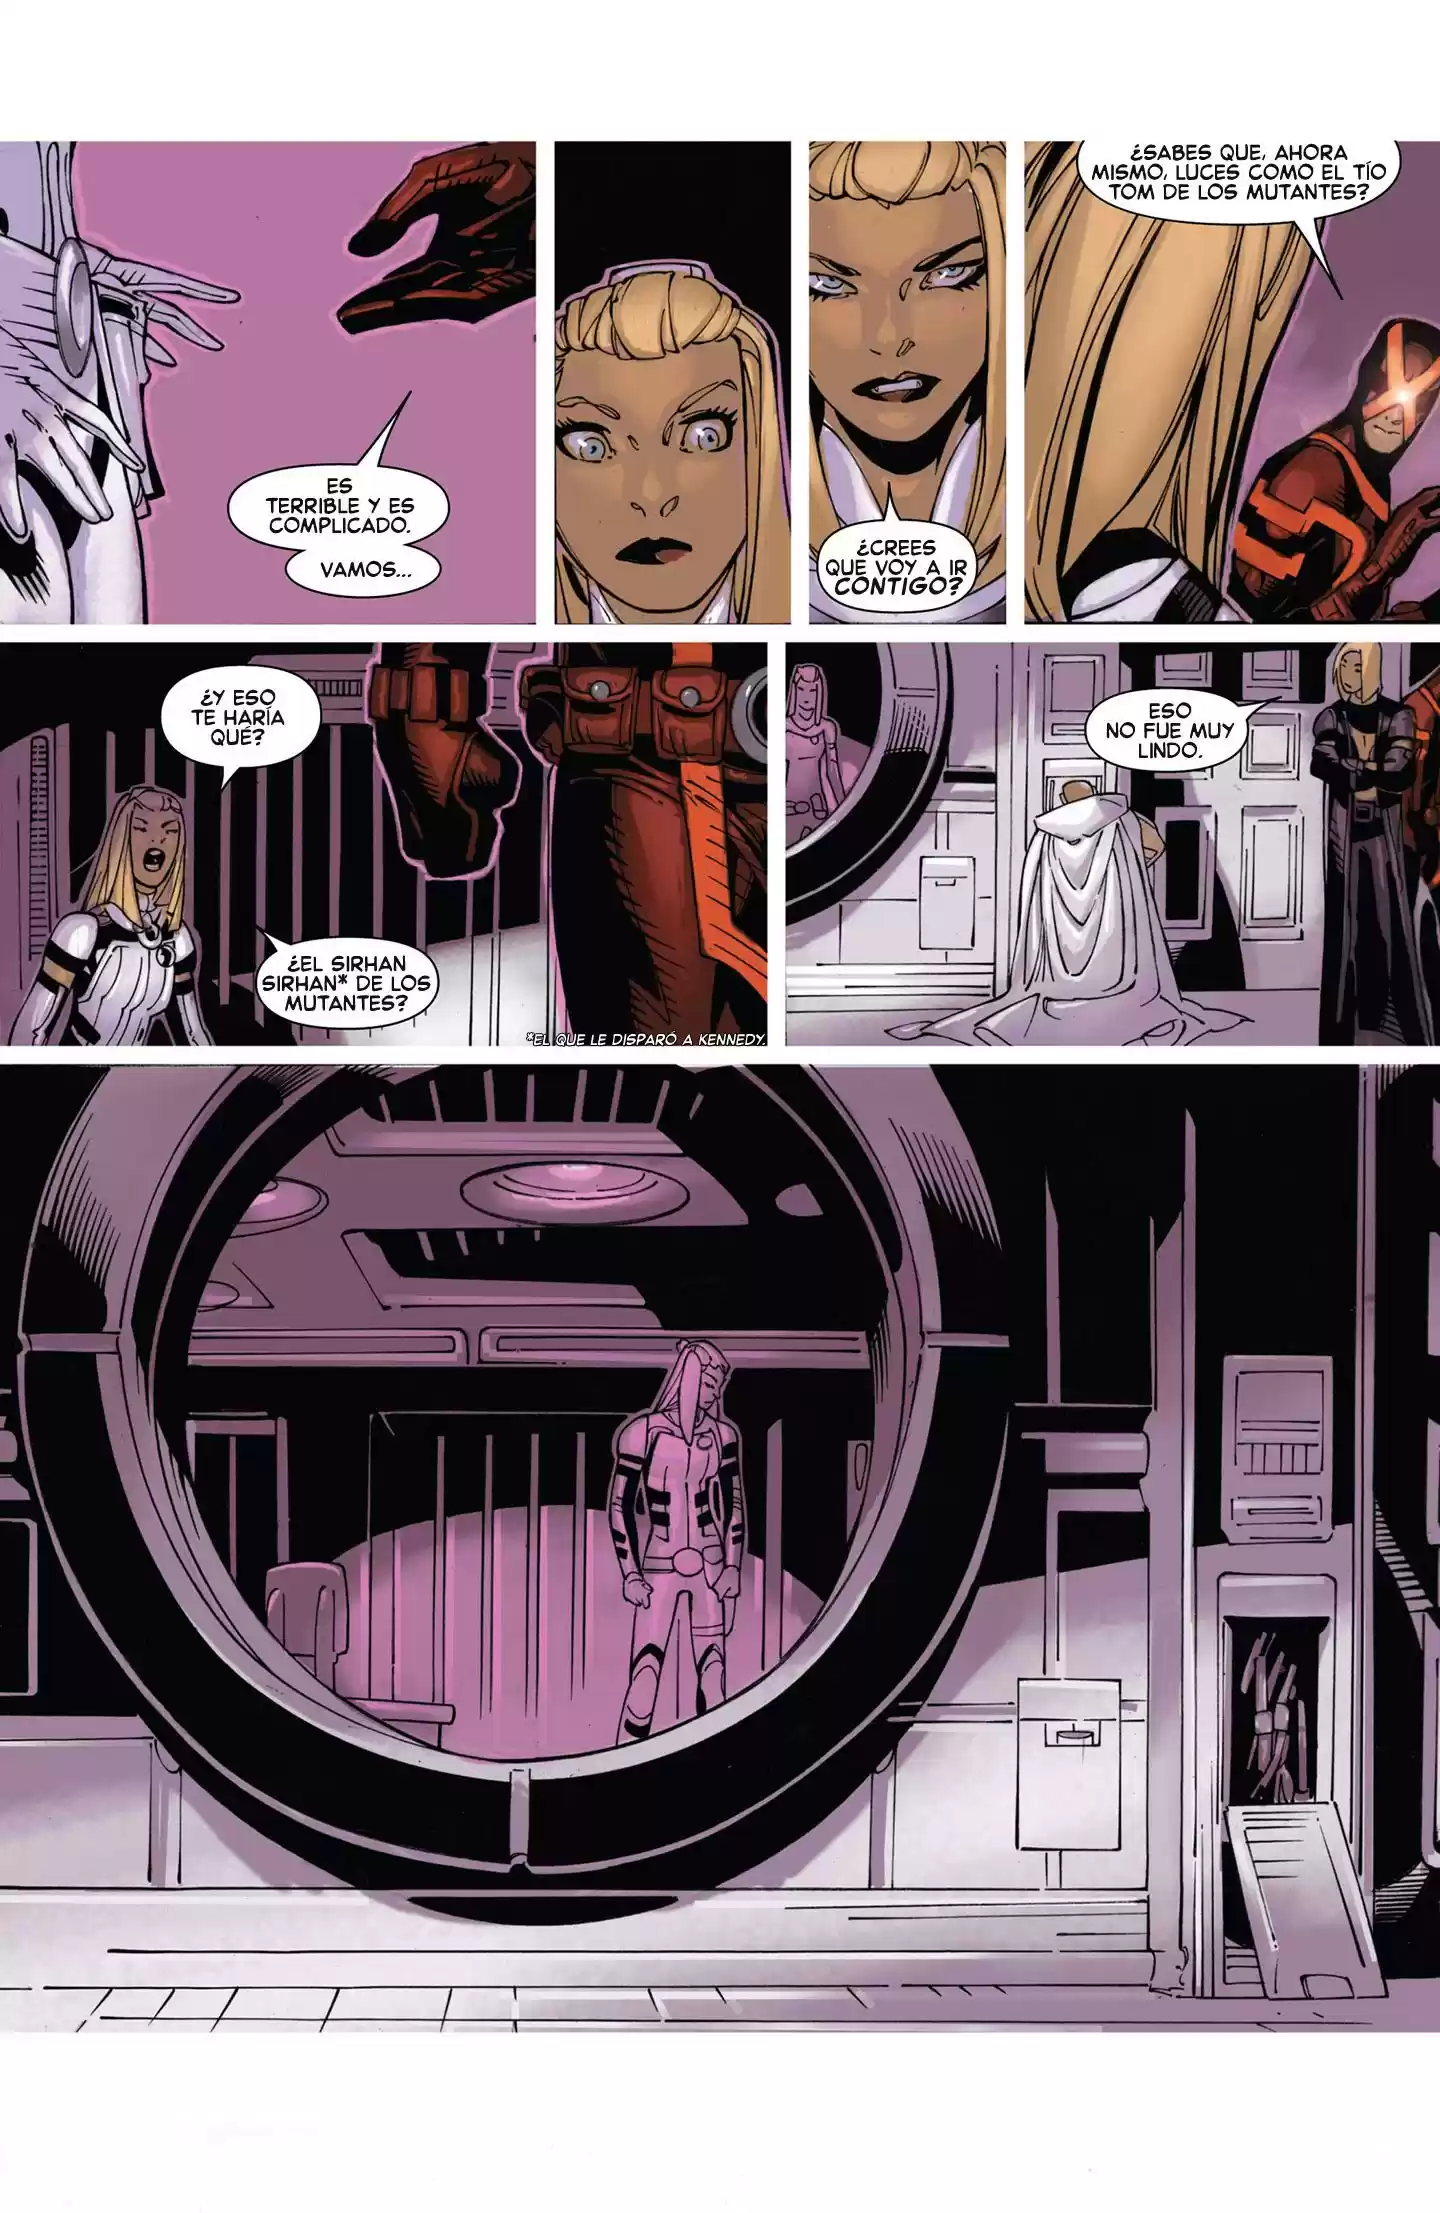 ES
TERRIBLE Y ES
COMPLICADO.
VAMOS...
¿CREES
QUE VOY A IR
CONTIGO?
¿SABES QUE, AHORA
MISMO, LUCES COMO EL TÍO
TOM DE LOS MUTANTES?
¿Y ESO
TE HARÍA
QUÉ?
¿EL SIRHAN
SIRHAN* DE LOS
MUTANTES?
*EL QUE LE DISPARÓ A KENNEDY.
ESO
NO FUE MUY
LINDO.